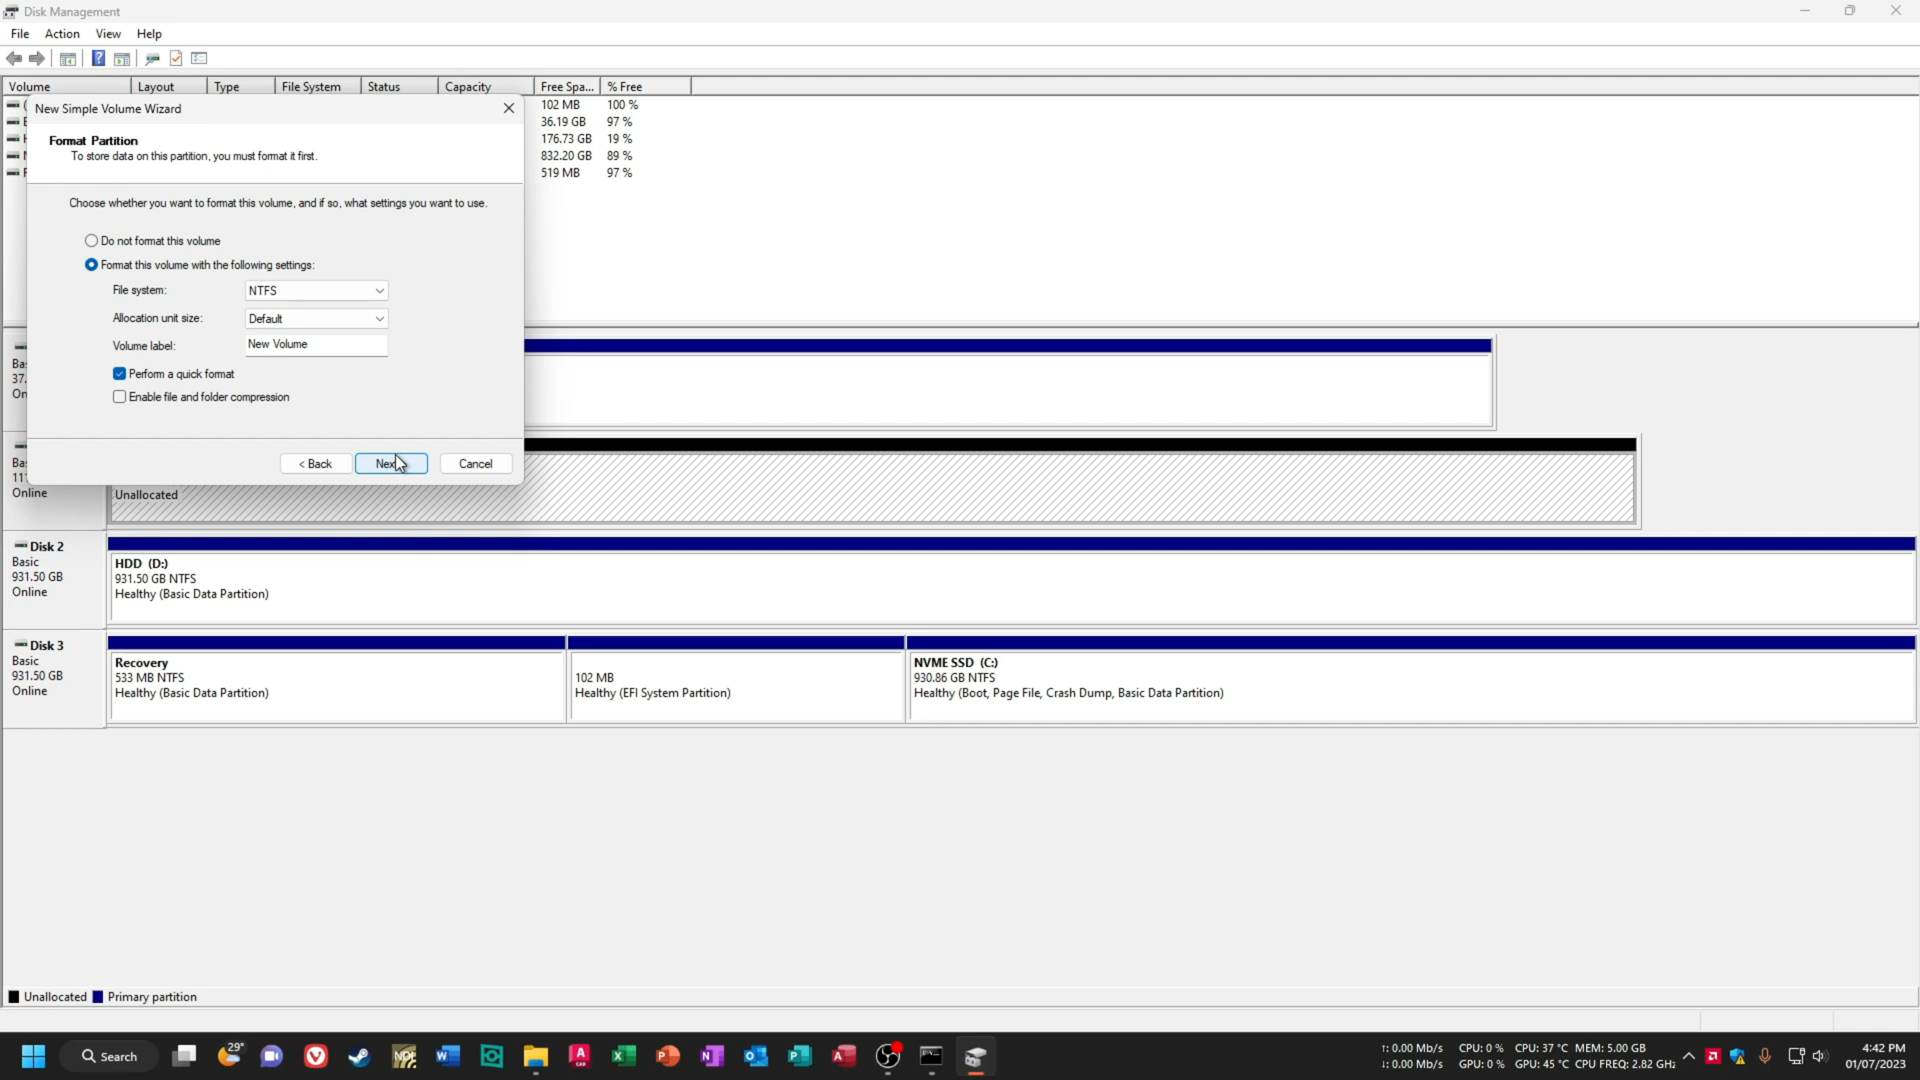 Disk Management
File Action View Help
Volume Layout Type File System Status Capacity Free Spa... % Free
New Simple Volume Wizard
102 MB 100 %
36.19 GB 97 %
176.73 GB 19 %
832.20 GB 89 %
519 MB 97 %
Format Partition
To store data on this partition, you must format it first.
Choose whether you want to format this volume, and if so, what settings you want to use.
Do not format this volume
Format this volume with the following settings:
File system: NTFS
Allocation unit size: Default
Volume label: New Volume
Perform a quick format
Enable file and folder compression
< Back Next Cancel
Online
Unallocated
Disk 2
Basic
931.50 GB
Online
HDD (D:)
931.50 GB NTFS
Healthy (Basic Data Partition)
Disk 3
Basic
931.50 GB
Online
Recovery
533 MB NTFS
Healthy (Basic Data Partition)
102 MB
Healthy (EFI System Partition)
NVME SSD (C:)
930.86 GB NTFS
Healthy (Boot, Page File, Crash Dump, Basic Data Partition)
Unallocated Primary partition
Search
29°
↑: 0.00 Mb/s CPU: 0 % CPU: 37 °C MEM: 5.00 GB
↓: 0.00 Mb/s GPU: 0 % GPU: 45 °C CPU FREQ: 2.82 GHz
4:42 PM
01/07/2023